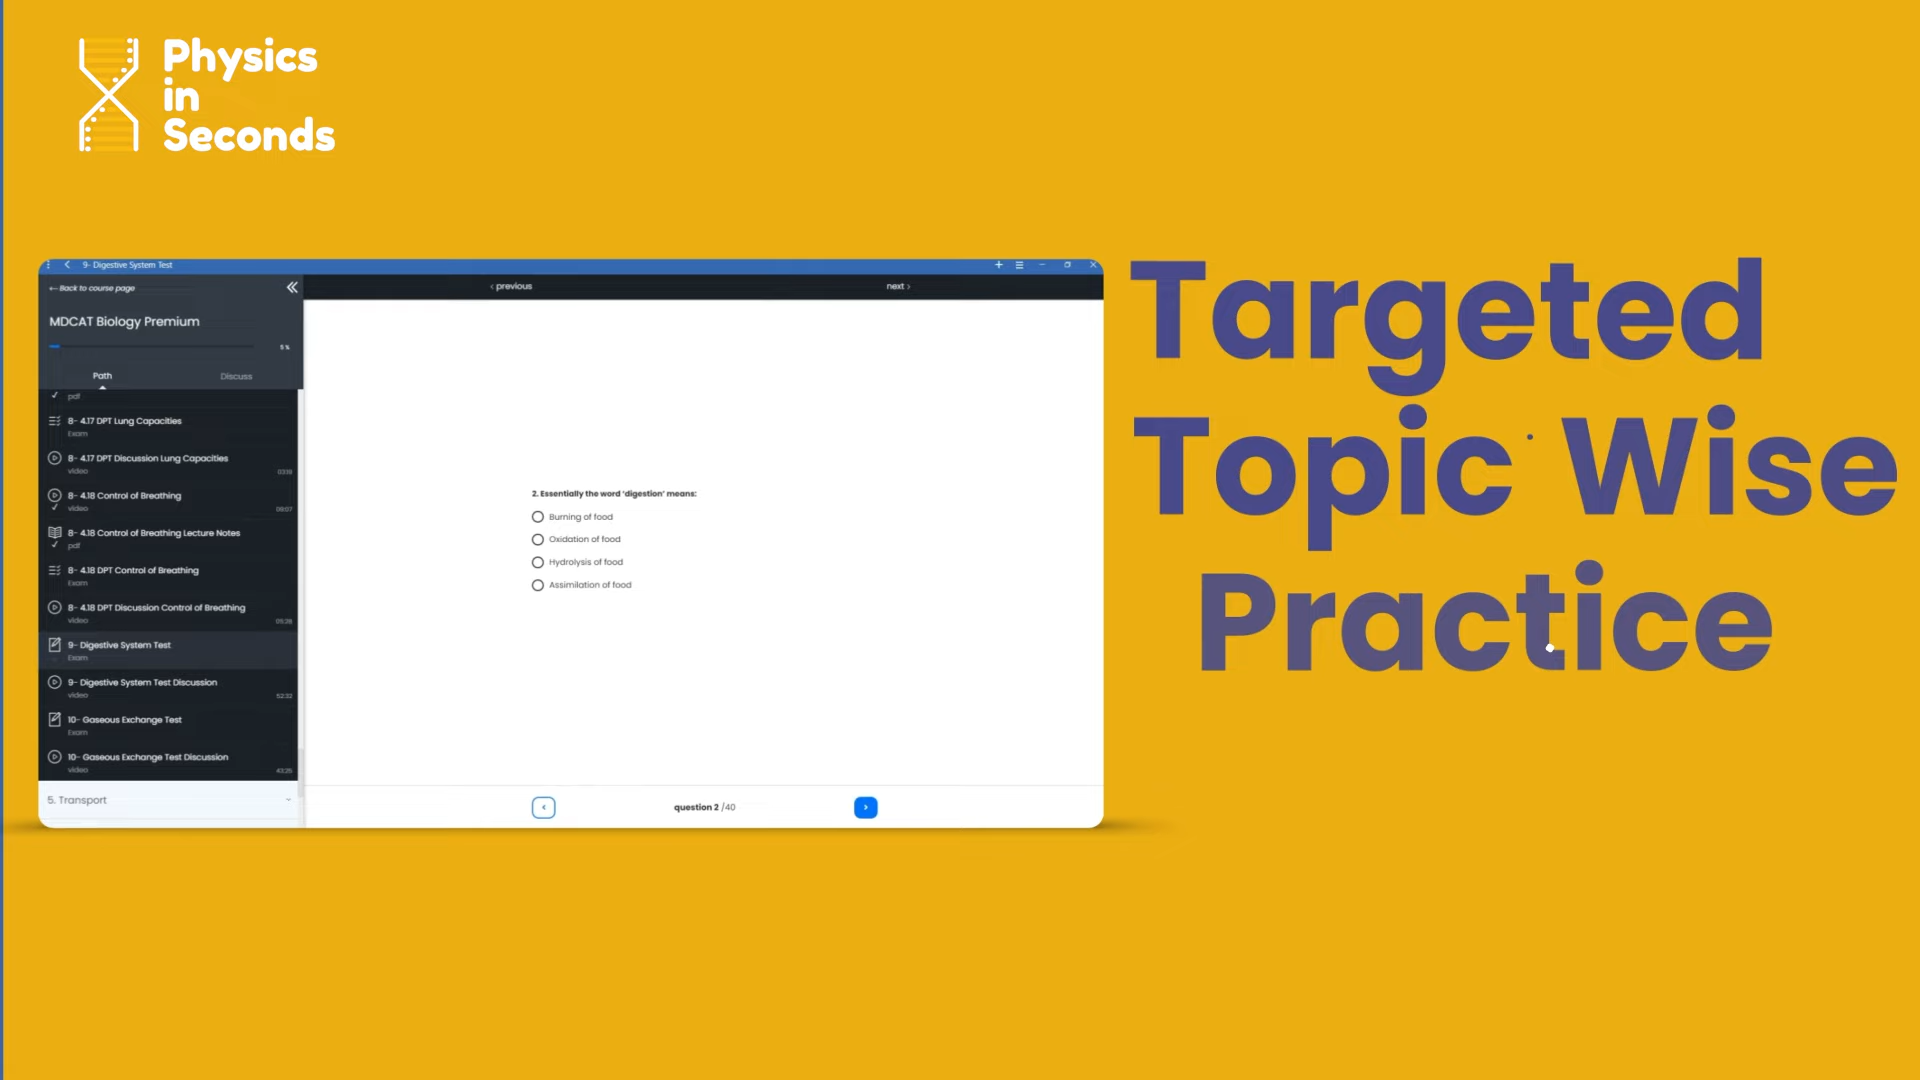 Physics
in
Seconds
9- Digestive System Test
← Back to course page
‹ previous
next ›
MDCAT Biology Premium
5 %
Path
Discuss
pdf
8- 4.17 DPT Lung Capacities
Exam
8- 4.17 DPT Discussion Lung Capacities
video
8- 4.18 Control of Breathing
video
8- 4.18 Control of Breathing Lecture Notes
pdf
8- 4.18 DPT Control of Breathing
Exam
8- 4.18 DPT Discussion Control of Breathing
video
9- Digestive System Test
Exam
9- Digestive System Test Discussion
video
52:32
10- Gaseous Exchange Test
Exam
10- Gaseous Exchange Test Discussion
video
43:25
5. Transport
2. Essentially the word 'digestion' means:
Burning of food
Oxidation of food
Hydrolysis of food
Assimilation of food
question 2 /40
Targeted
Topic Wise
Practice